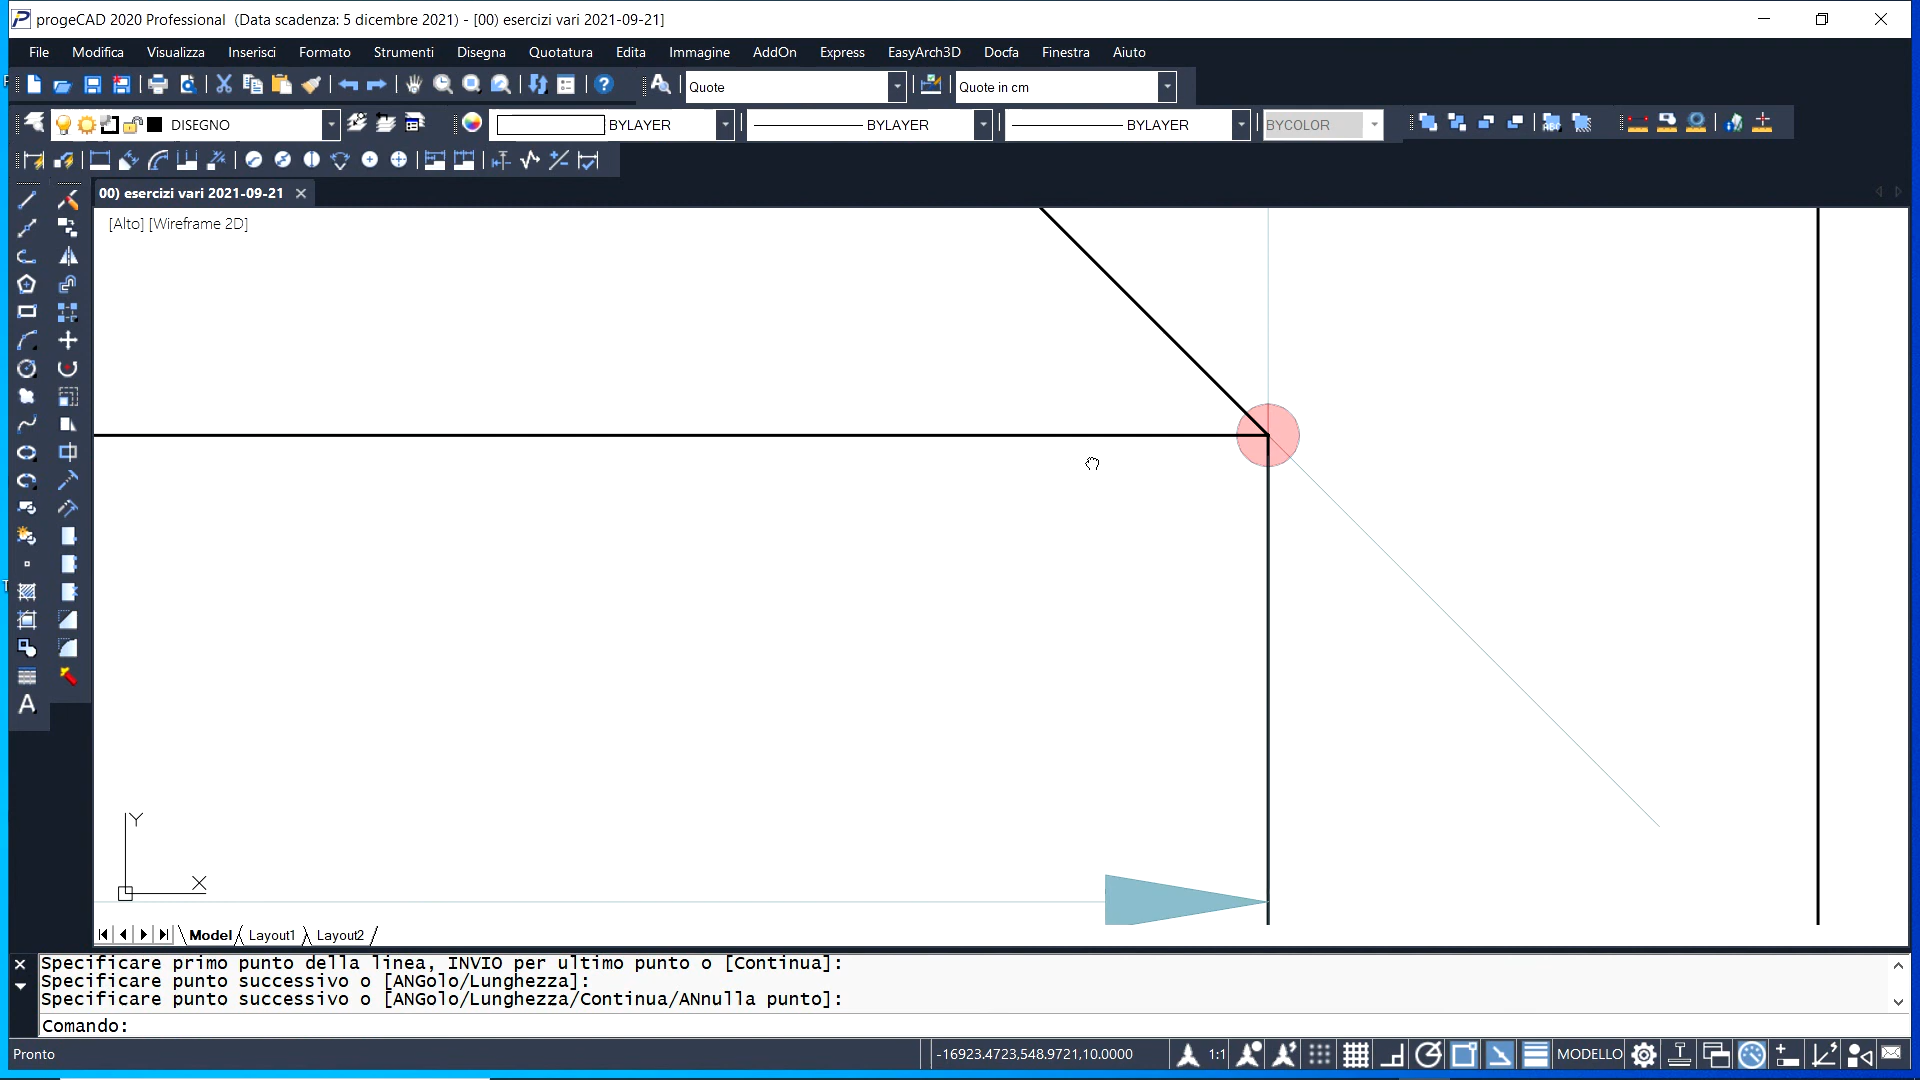 progeCAD 2020 Professional (Data scadenza: 5 dicembre 2021) - [00) esercizi vari 2021-09-21]
File Modifica Visualizza Inserisci Formato Strumenti Disegna Quotatura Edita Immagine AddOn Express EasyArch3D Docfa Finestra Aiuto
Quote Quote in cm
DISEGNO BYLAYER BYLAYER BYLAYER BYCOLOR
00) esercizi vari 2021-09-21
[Alto] [Wireframe 2D]
A
Y
X
Model Layout1 Layout2
Specificare primo punto della linea, INVIO per ultimo punto o [Continua]:
Specificare punto successivo o [ANGolo/Lunghezza]:
Specificare punto successivo o [ANGolo/Lunghezza/Continua/ANnulla punto]:
Comando:
Pronto -16923.4723,548.9721,10.0000 1:1 MODELLO